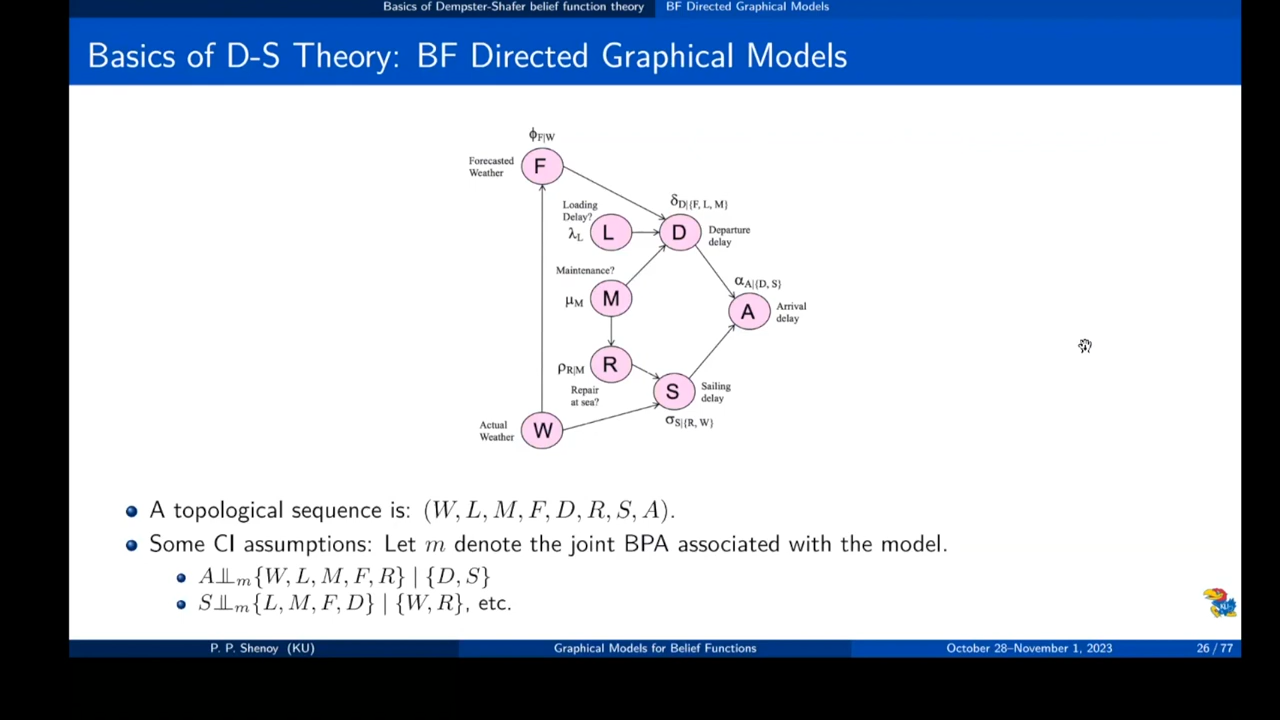 Basics of Dempster-Shafer belief function theory BF Directed Graphical Models
Basics of D-S Theory: BF Directed Graphical Models
ϕF|W
Forecasted
Weather
F
Loading
Delay?
λL
L
δD|{F, L, M}
D
Departure
delay
Maintenance?
μM
M
αA|{D, S}
A
Arrival
delay
ρR|M
R
Repair
at sea?
S
Sailing
delay
σS|{R, W}
Actual
Weather
W
A topological sequence is: (W, L, M, F, D, R, S, A).
Some CI assumptions: Let m denote the joint BPA associated with the model.
A⫫m{W, L, M, F, R} | {D, S}
S⫫m{L, M, F, D} | {W, R}, etc.
KU
P. P. Shenoy (KU) Graphical Models for Belief Functions October 28–November 1, 2023 26 / 77